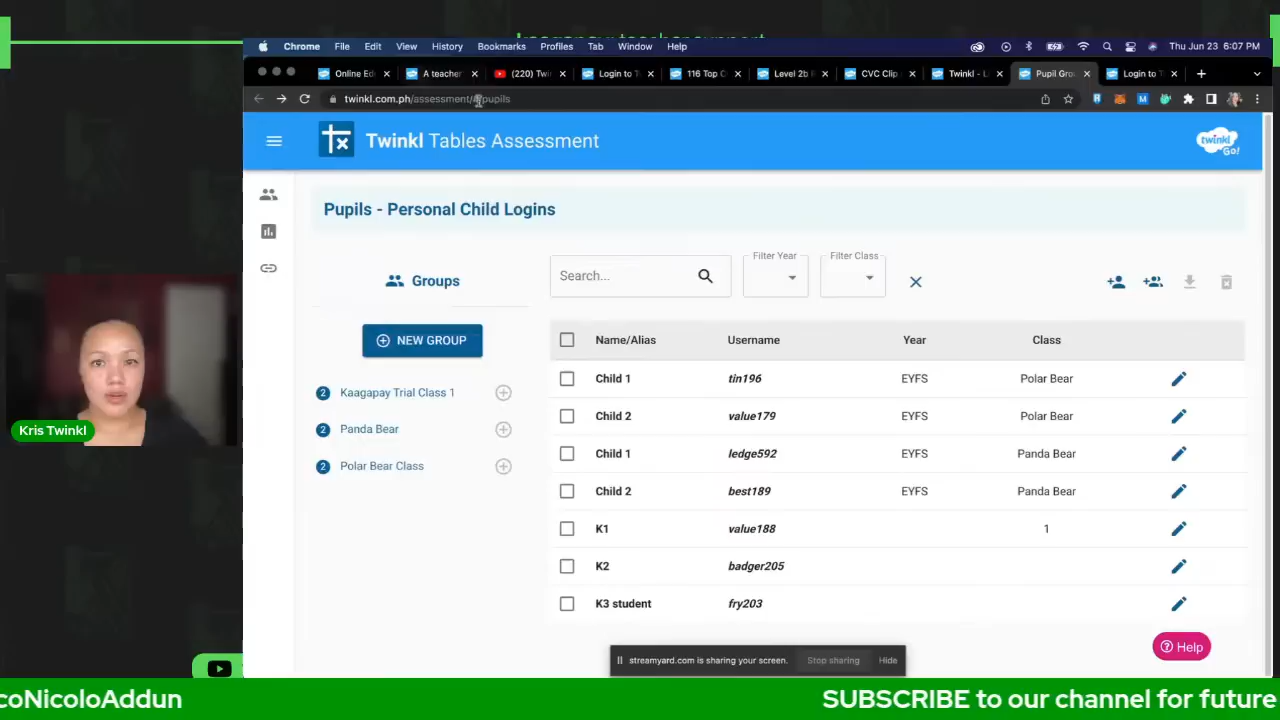 Chrome File Edit View History Bookmarks Profiles Tab Window Help
Thu Jun 23 6:07 PM
Online Ed
A teacher
(220) Twi
Login to T
116 Top C
Level 2b
CVC Clip
Twinkl - L
Pupil Gro
Login to T
twinkl.com.ph/assessment/#pupils
Twinkl Tables Assessment
twinkl Go!
Pupils - Personal Child Logins
Groups
NEW GROUP
2 Kaagapay Trial Class 1
2 Panda Bear
2 Polar Bear Class
Search...
Filter Year
Filter Class
Name/Alias Username Year Class
Child 1 tin196 EYFS Polar Bear
Child 2 value179 EYFS Polar Bear
Child 1 ledge592 EYFS Panda Bear
Child 2 best189 EYFS Panda Bear
K1 value188 1
K2 badger205
K3 student fry203
Help
streamyard.com is sharing your screen. Stop sharing Hide
Kris Twinkl
coNicoloAddun
SUBSCRIBE to our channel for future